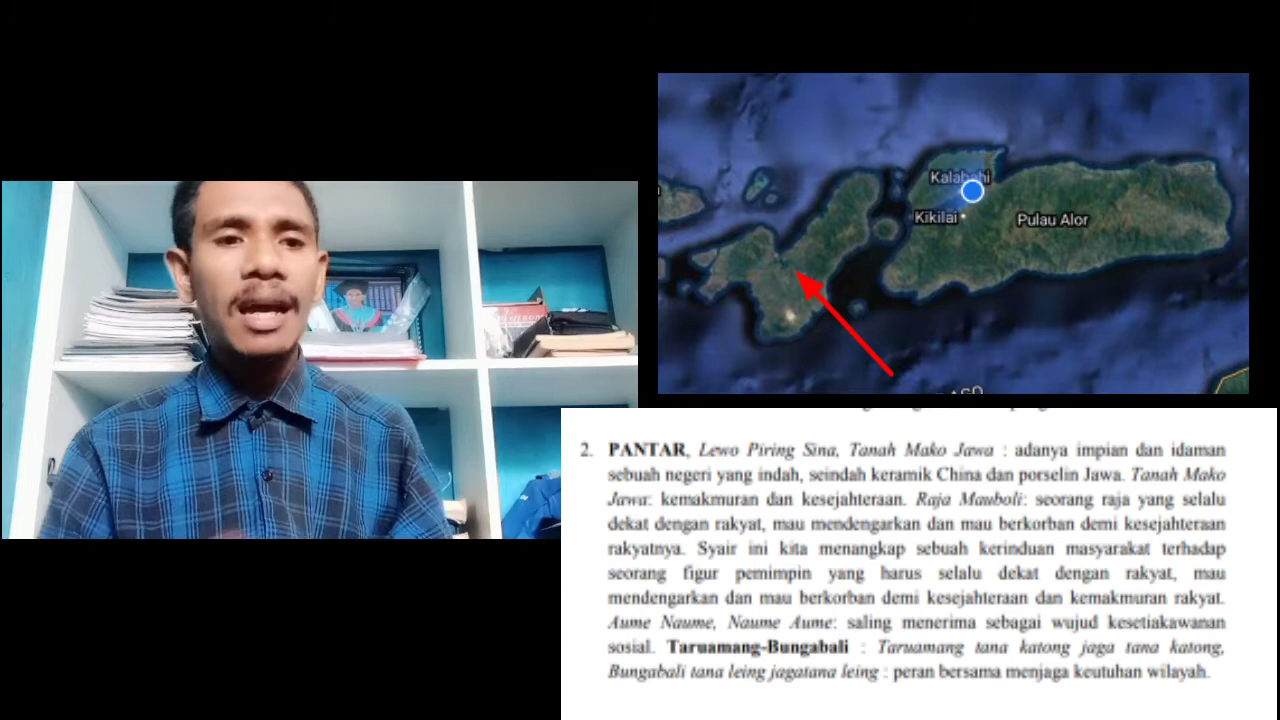 Kalabahi
Kikilai
Pulau Alor
2. PANTAR, Lewo Piring Sina, Tanah Mako Jawa : adanya impian dan idaman
sebuah negeri yang indah, seindah keramik China dan porselin Jawa. Tanah Mako
Jawa: kemakmuran dan kesejahteraan. Raja Mauboli: seorang raja yang selalu
dekat dengan rakyat, mau mendengarkan dan mau berkorban demi kesejahteraan
rakyatnya. Syair ini kita menangkap sebuah kerinduan masyarakat terhadap
seorang figur pemimpin yang harus selalu dekat dengan rakyat, mau
mendengarkan dan mau berkorban demi kesejahteraan dan kemakmuran rakyat.
Aume Naume, Naume Aume: saling menerima sebagai wujud kesetiakawanan
sosial. Taruamang-Bungabali : Taruamang tana katong jaga tana katong,
Bungabali tana leing jagatana leing : peran bersama menjaga keutuhan wilayah.